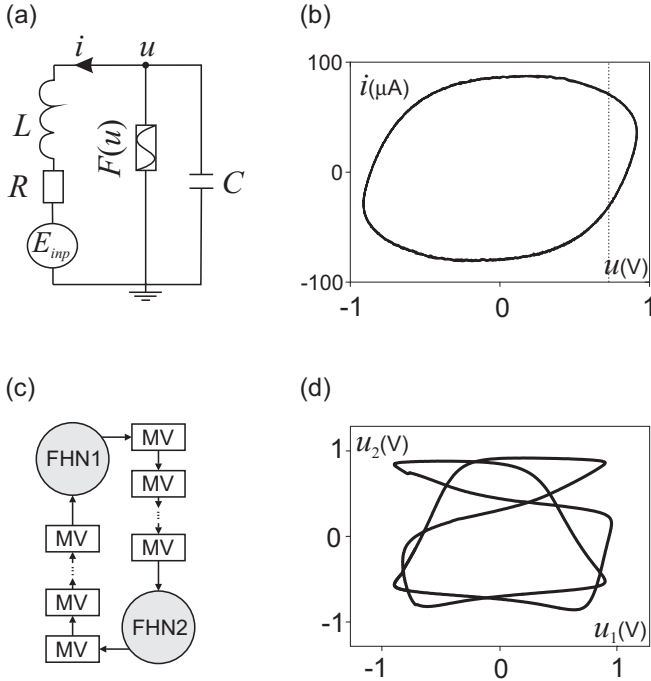 (a)
i
u
L
F(u)
C
R
E_inp
(b)
100
i(μA)
0
u(V)
-100
-1
0
1
(c)
FHN1
MV
MV
MV
MV
MV
MV
FHN2
(d)
1
u₂(V)
0
-1
u₁(V)
-1
0
1